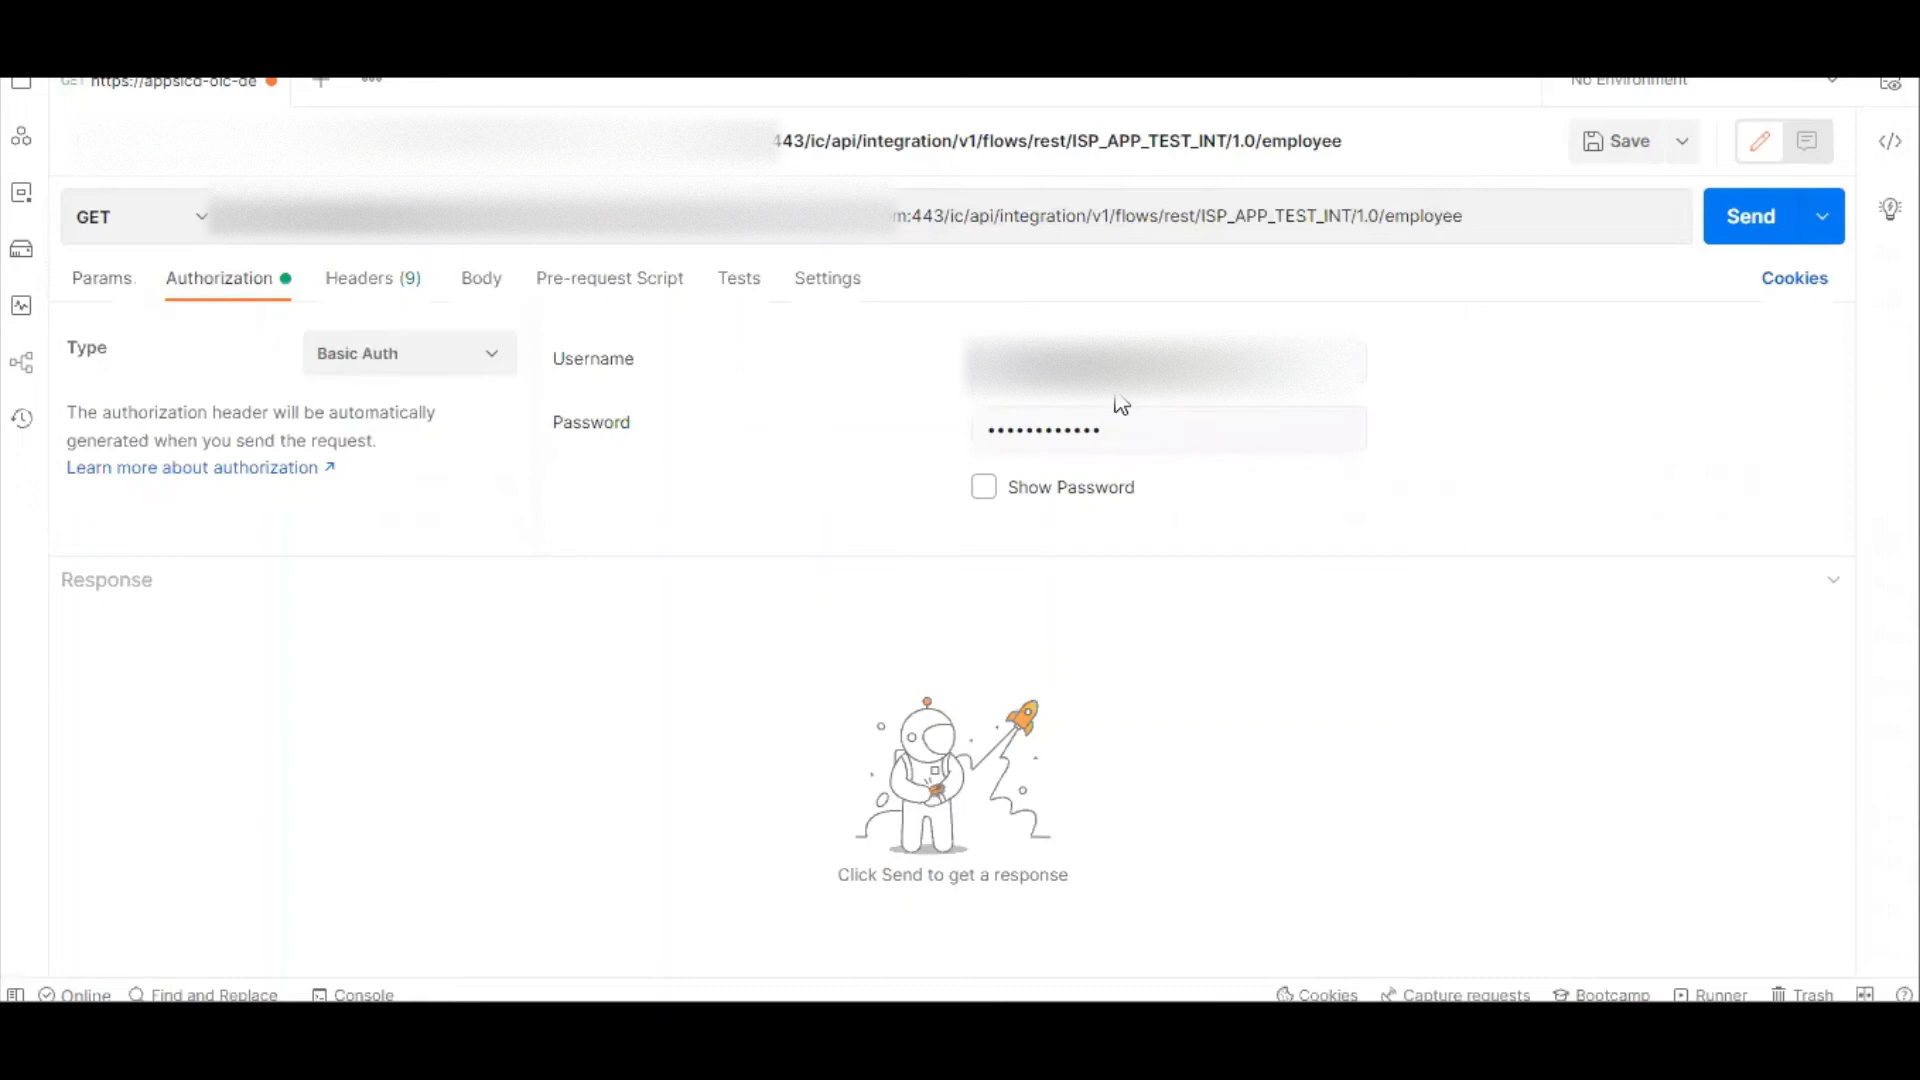 GET https://appslcd-oic-de
No Environment
443/ic/api/integration/v1/flows/rest/ISP_APP_TEST_INT/1.0/employee
Save
GET
m:443/ic/api/integration/v1/flows/rest/ISP_APP_TEST_INT/1.0/employee
Send
Params
Authorization
Headers (9)
Body
Pre-request Script
Tests
Settings
Cookies
Type
Basic Auth
The authorization header will be automatically
generated when you send the request.
Learn more about authorization ↗
Username
Password
••••••••••••
Show Password
Response
Click Send to get a response
Online
Find and Replace
Console
Cookies
Capture requests
Bootcamp
Runner
Trash